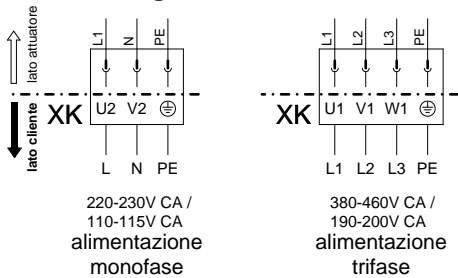 lato attuatore
lato cliente
L1 N PE
XK U2 V2
L N PE
220-230V CA /
110-115V CA
alimentazione
monofase
L1 L2 L3 PE
XK U1 V1 W1
L1 L2 L3 PE
380-460V CA /
190-200V CA
alimentazione
trifase